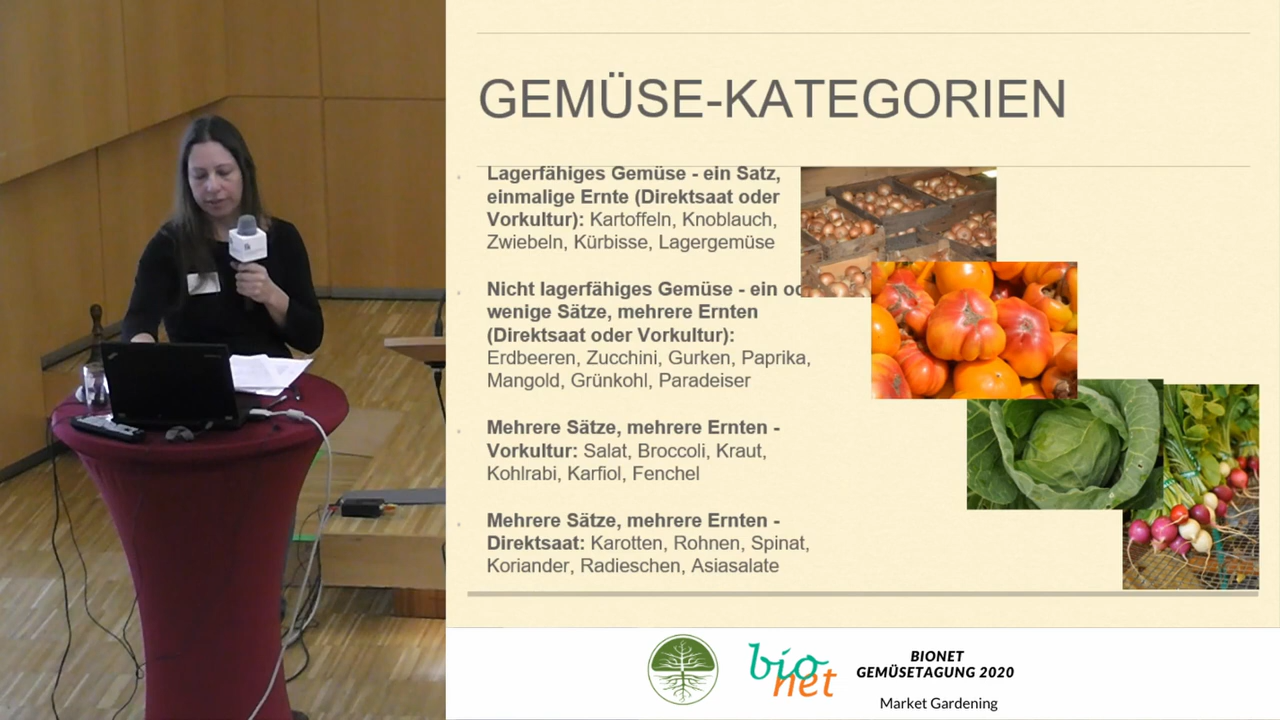 GEMÜSE-KATEGORIEN
Lagerfähiges Gemüse - ein Satz,
einmalige Ernte (Direktsaat oder
Vorkultur): Kartoffeln, Knoblauch,
Zwiebeln, Kürbisse, Lagergemüse
Nicht lagerfähiges Gemüse - ein
wenige Sätze, mehrere Ernten
(Direktsaat oder Vorkultur):
Erdbeeren, Zucchini, Gurken, Paprika,
Mangold, Grünkohl, Paradeiser
Mehrere Sätze, mehrere Ernten -
Vorkultur: Salat, Broccoli, Kraut,
Kohlrabi, Karfiol, Fenchel
Mehrere Sätze, mehrere Ernten -
Direktsaat: Karotten, Rohnen, Spinat,
Koriander, Radieschen, Asiasalate
bio
net
BIONET
GEMÜSETAGUNG 2020
Market Gardening